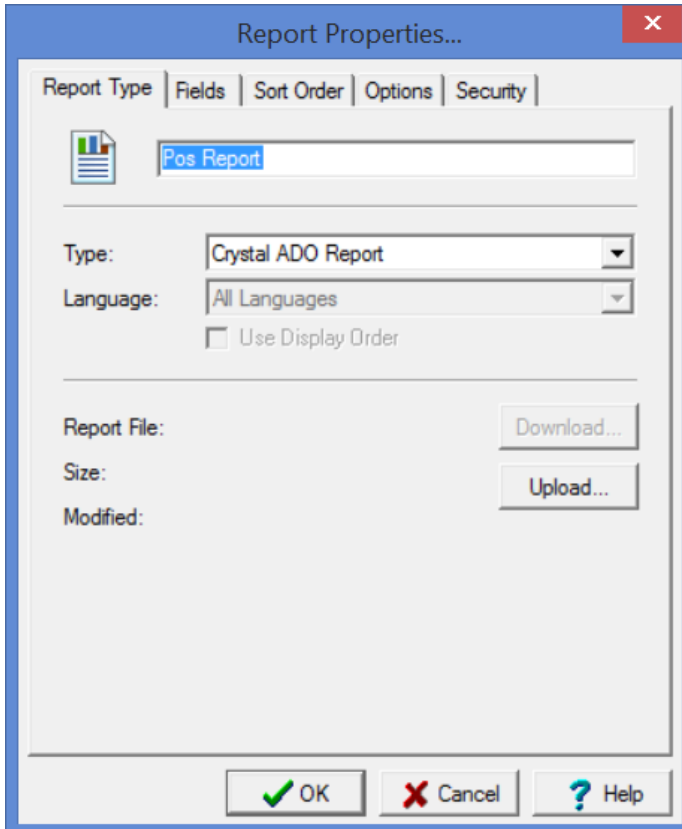 Report Properties...
Report Type Fields Sort Order Options Security
Pos Report
Type: Crystal ADO Report
Language: All Languages
Use Display Order
Report File: Download...
Size:
Upload...
Modified:
OK Cancel Help